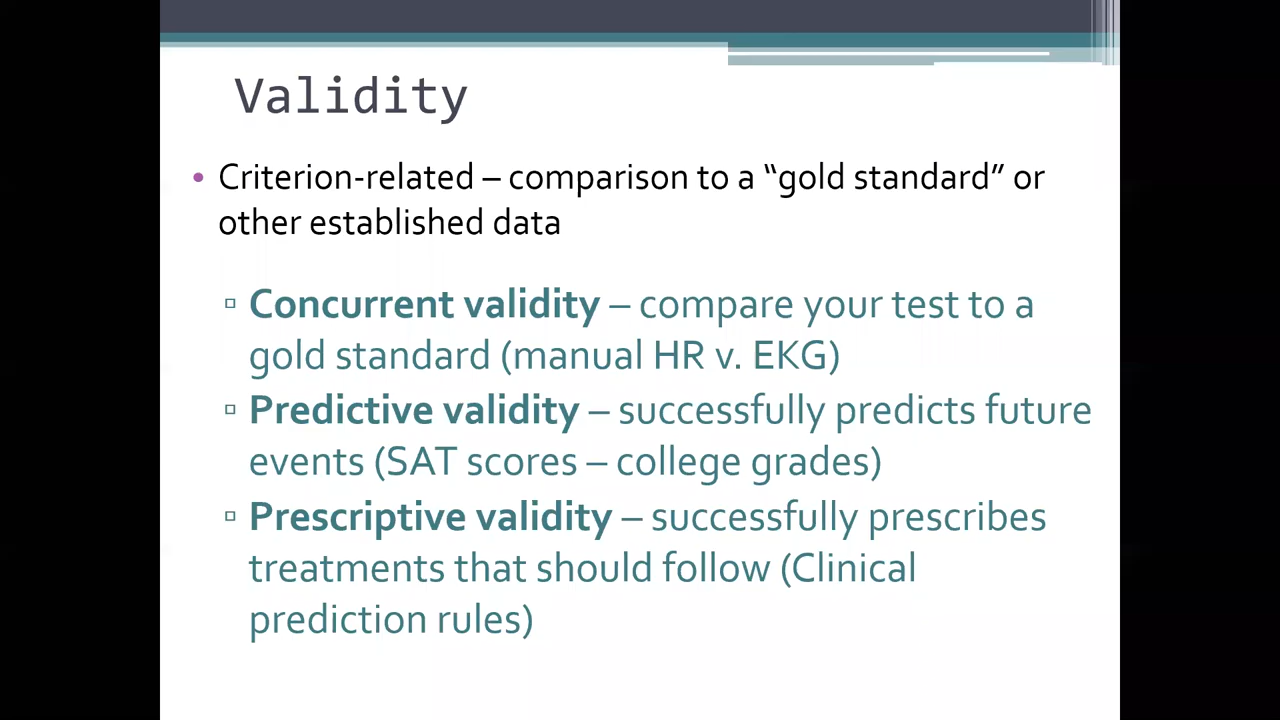 Validity
• Criterion-related – comparison to a “gold standard” or
other established data
▫ Concurrent validity – compare your test to a
gold standard (manual HR v. EKG)
▫ Predictive validity – successfully predicts future
events (SAT scores – college grades)
▫ Prescriptive validity – successfully prescribes
treatments that should follow (Clinical
prediction rules)